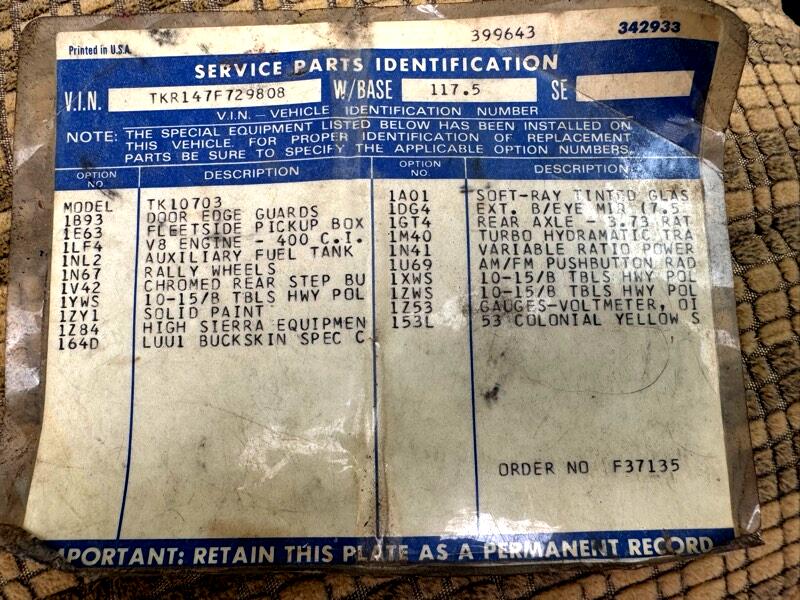 399643 342933
Printed in U.S.A.
SERVICE PARTS IDENTIFICATION
V.I.N. TKR147F729808 W/BASE 117.5 SE
V.I.N. – VEHICLE IDENTIFICATION NUMBER
NOTE: THE SPECIAL EQUIPMENT LISTED BELOW HAS BEEN INSTALLED ON
THIS VEHICLE. FOR PROPER IDENTIFICATION OF REPLACEMENT
PARTS BE SURE TO SPECIFY THE APPLICABLE OPTION NUMBERS.
OPTION NO. DESCRIPTION
MODEL TK10703
1B93 DOOR EDGE GUARDS
1E63 FLEETSIDE PICKUP BOX
1LF4 V8 ENGINE - 400 C.I.
1NL2 AUXILIARY FUEL TANK
1N67 RALLY WHEELS
1V42 CHROMED REAR STEP BU
1YWS 10-15/8 TBLS HWY POL
1ZY1 SOLID PAINT
1Z84 HIGH SIERRA EQUIPMEN
164D LUU1 BUCKSKIN SPEC C
OPTION NO. DESCRIPTION
1A01 SOFT-RAY TINTED GLAS
1DG4 EXT. B/EYE MIR (7.5
1GT4 REAR AXLE - 3.73 RAT
1M40 TURBO HYDRAMATIC TRA
1N41 VARIABLE RATIO POWER
1U69 AM/FM PUSHBUTTON RAD
1XWS 10-15/8 TBLS HWY POL
1ZWS 10-15/8 TBLS HWY POL
1Z53 GAUGES-VOLTMETER, OI
153L 53 COLONIAL YELLOW S
ORDER NO F37135
IMPORTANT: RETAIN THIS PLATE AS A PERMANENT RECORD